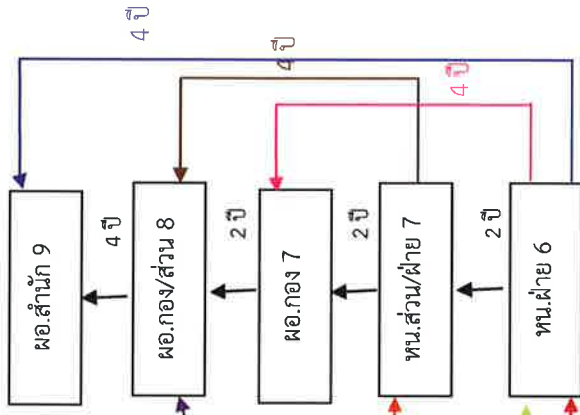 4 ปี
4 ปี
4 ปี
ผอ.สำนัก 9
4 ปี
ผอ.กอง/ส่วน 8
2 ปี
ผอ.กอง 7
2 ปี
หน.ส่วน/ฝ่าย 7
2 ปี
หน.ฝ่าย 6